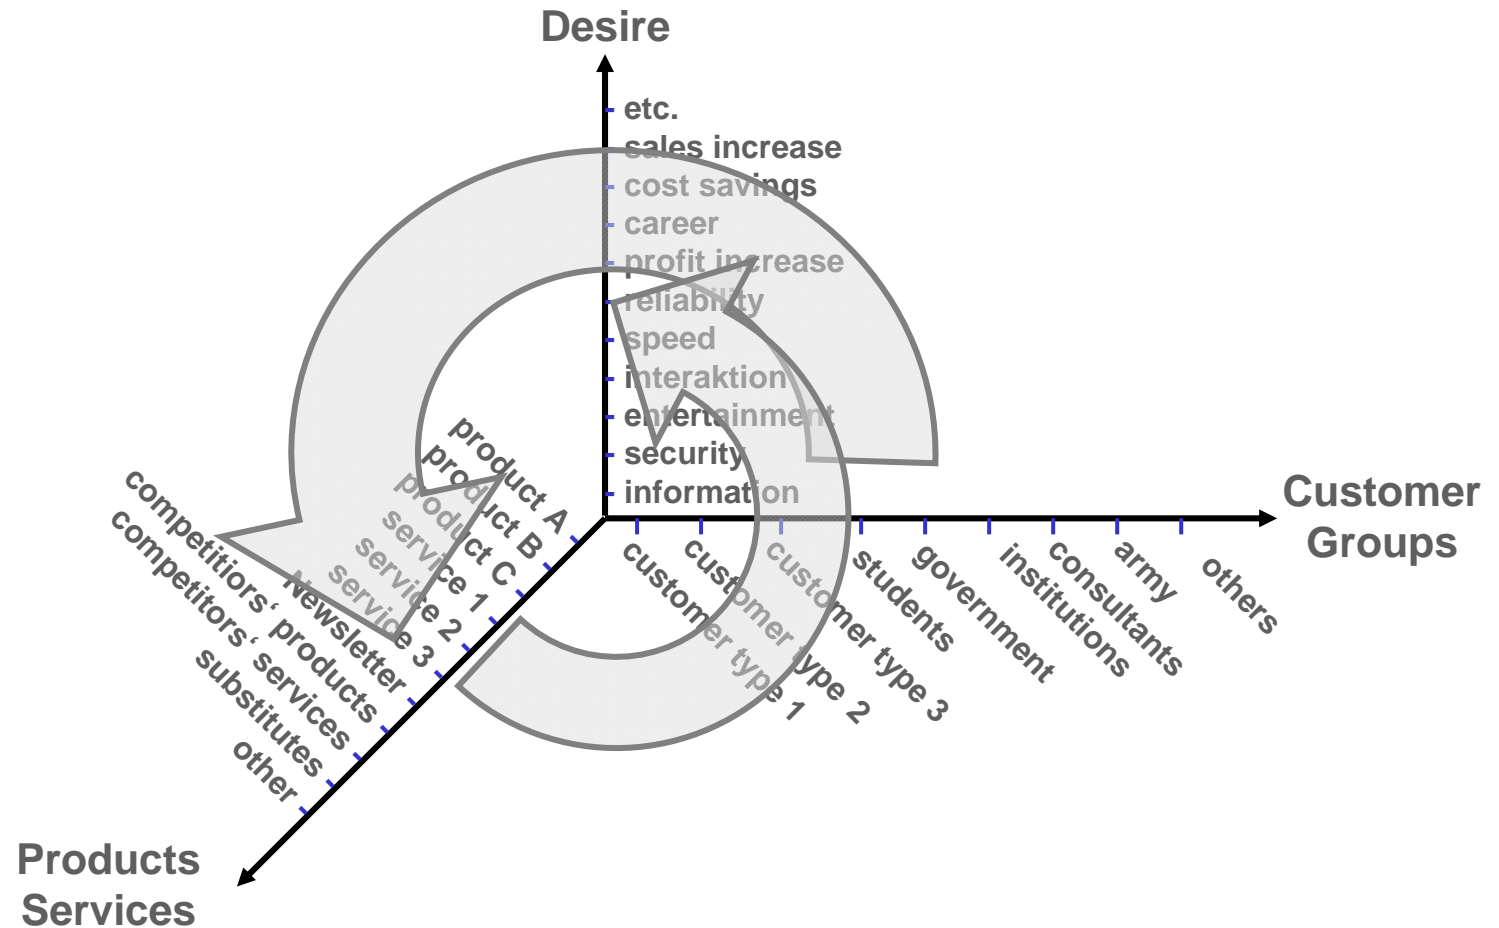 Desire
etc.
sales increase
cost savings
career
profit increase
reliability
speed
interaktion
entertainment
security
information
Customer
Groups
customer type 1
customer type 2
customer type 3
students
government
institutions
consultants
army
others
product A
product B
product C
service 1
service 2
service 3
Newsletter
competitiors‘ products
competitors‘ services
substitutes
other
Products
Services